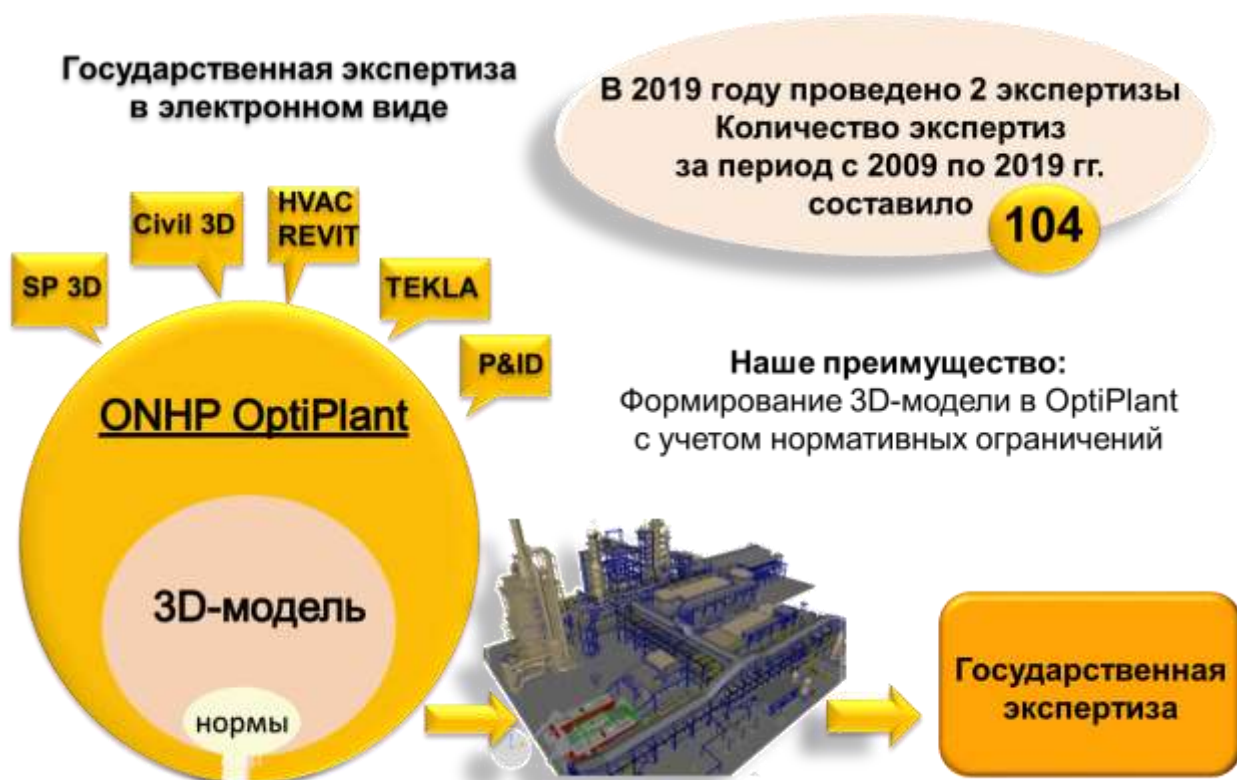 Государственная экспертиза
в электронном виде
В 2019 году проведено 2 экспертизы
Количество экспертиз
за период с 2009 по 2019 гг.
составило
104
SP 3D
Civil 3D
HVAC
REVIT
TEKLA
P&ID
ONHP OptiPlant
3D-модель
нормы
Наше преимущество:
Формирование 3D-модели в OptiPlant
с учетом нормативных ограничений
Государственная
экспертиза